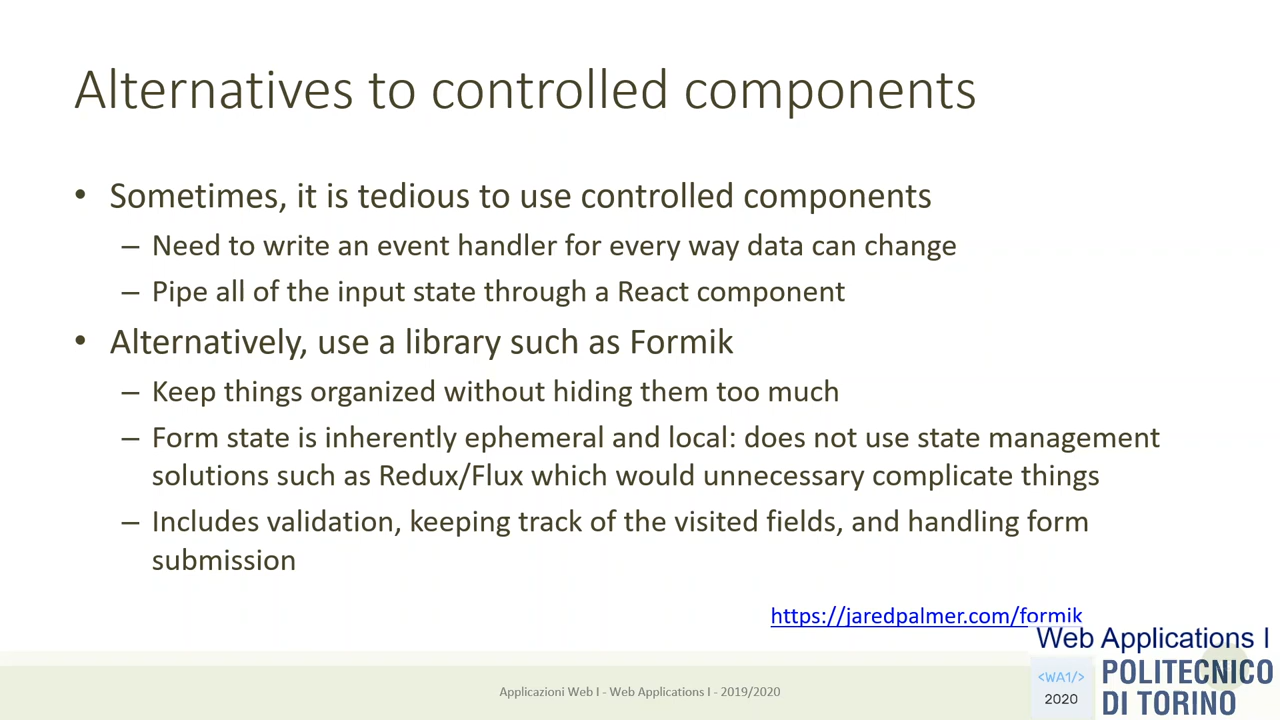 Alternatives to controlled components
• Sometimes, it is tedious to use controlled components
– Need to write an event handler for every way data can change
– Pipe all of the input state through a React component
• Alternatively, use a library such as Formik
– Keep things organized without hiding them too much
– Form state is inherently ephemeral and local: does not use state management
solutions such as Redux/Flux which would unnecessary complicate things
– Includes validation, keeping track of the visited fields, and handling form
submission
https://jaredpalmer.com/formik
Web Applications I
Applicazioni Web I - Web Applications I - 2019/2020
<WA1/>
2020
POLITECNICO
DI TORINO